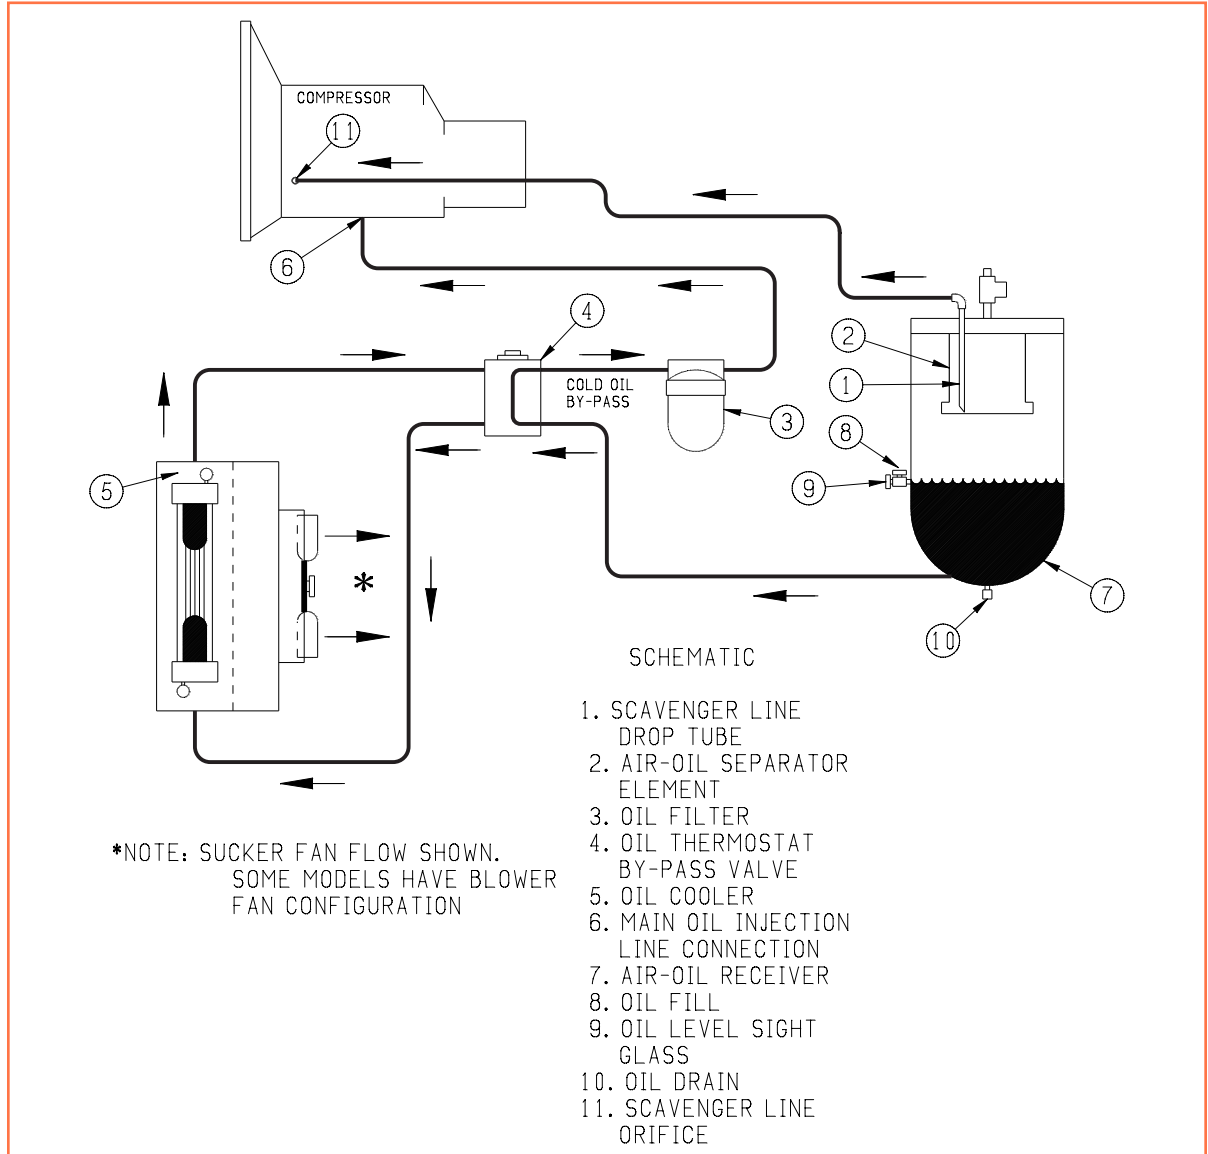 COMPRESSOR
11
6
4
2
1
COLD OIL
BY-PASS
3
8
5
9
*
7
10
SCHEMATIC
1. SCAVENGER LINE
DROP TUBE
2. AIR-OIL SEPARATOR
ELEMENT
3. OIL FILTER
4. OIL THERMOSTAT
BY-PASS VALVE
5. OIL COOLER
6. MAIN OIL INJECTION
LINE CONNECTION
7. AIR-OIL RECEIVER
8. OIL FILL
9. OIL LEVEL SIGHT
GLASS
10. OIL DRAIN
11. SCAVENGER LINE
ORIFICE
*NOTE: SUCKER FAN FLOW SHOWN.
SOME MODELS HAVE BLOWER
FAN CONFIGURATION